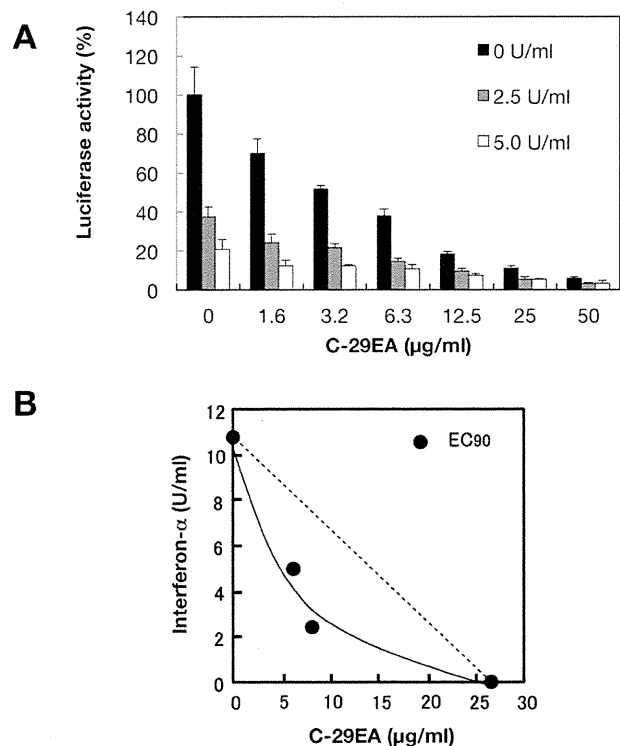 A
Luciferase activity (%)
140
120
100
80
60
40
20
0
0 U/ml
2.5 U/ml
5.0 U/ml
0 1.6 3.2 6.3 12.5 25 50
C-29EA (µg/ml)
B
Interferon-α (U/ml)
12
10
8
6
4
2
0
EC90
0 5 10 15 20 25 30
C-29EA (µg/ml)